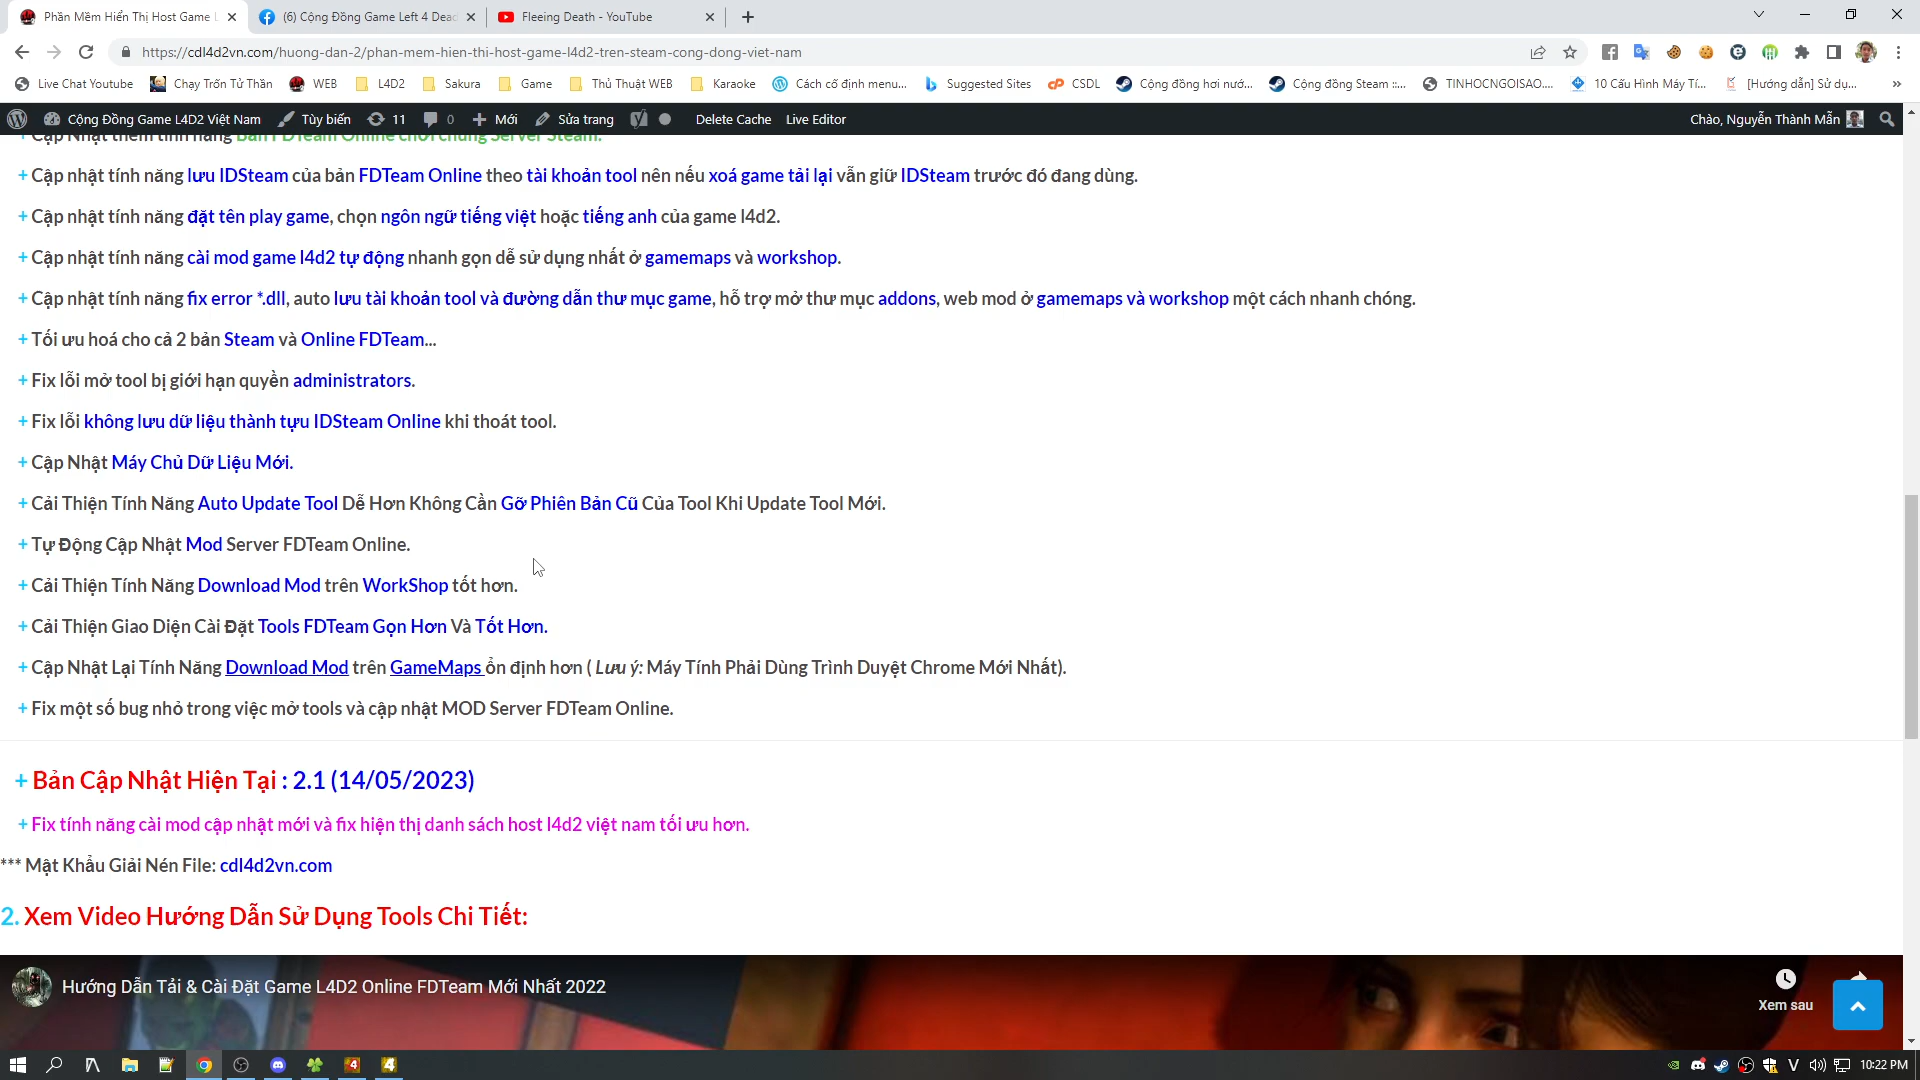 Phần Mềm Hiển Thị Host Game L
(6) Cộng Đồng Game Left 4 Dead
Fleeing Death - YouTube
https://cdl4d2vn.com/huong-dan-2/phan-mem-hien-thi-host-game-l4d2-tren-steam-cong-dong-viet-nam
Live Chat Youtube
Chạy Trốn Tử Thần
WEB
L4D2
Sakura
Game
Thủ Thuật WEB
Karaoke
Cách cố định menu...
Suggested Sites
CSDL
Cộng đồng hơi nướ...
Cộng đồng Steam ::...
TINHOCNGOISAO....
10 Cấu Hình Máy Tí...
[Hướng dẫn] Sử dụ...
»
Cộng Đồng Game L4D2 Việt Nam
Tùy biến
11
0
Mới
Sửa trang
Delete Cache
Live Editor
Chào, Nguyễn Thành Mẫn
+ Cập Nhật thêm tính năng Bản FDTeam Online chơi chung Server Steam.
+ Cập nhật tính năng lưu IDSteam của bản FDTeam Online theo tài khoản tool nên nếu xoá game tải lại vẫn giữ IDSteam trước đó đang dùng.
+ Cập nhật tính năng đặt tên play game, chọn ngôn ngữ tiếng việt hoặc tiếng anh của game l4d2.
+ Cập nhật tính năng cài mod game l4d2 tự động nhanh gọn dễ sử dụng nhất ở gamemaps và workshop.
+ Cập nhật tính năng fix error *.dll, auto lưu tài khoản tool và đường dẫn thư mục game, hỗ trợ mở thư mục addons, web mod ở gamemaps và workshop một cách nhanh chóng.
+ Tối ưu hoá cho cả 2 bản Steam và Online FDTeam...
+ Fix lỗi mở tool bị giới hạn quyền administrators.
+ Fix lỗi không lưu dữ liệu thành tựu IDSteam Online khi thoát tool.
+ Cập Nhật Máy Chủ Dữ Liệu Mới.
+ Cải Thiện Tính Năng Auto Update Tool Dễ Hơn Không Cần Gỡ Phiên Bản Cũ Của Tool Khi Update Tool Mới.
+ Tự Động Cập Nhật Mod Server FDTeam Online.
+ Cải Thiện Tính Năng Download Mod trên WorkShop tốt hơn.
+ Cải Thiện Giao Diện Cài Đặt Tools FDTeam Gọn Hơn Và Tốt Hơn.
+ Cập Nhật Lại Tính Năng Download Mod trên GameMaps ổn định hơn ( Lưu ý: Máy Tính Phải Dùng Trình Duyệt Chrome Mới Nhất).
+ Fix một số bug nhỏ trong việc mở tools và cập nhật MOD Server FDTeam Online.
+ Bản Cập Nhật Hiện Tại : 2.1 (14/05/2023)
+ Fix tính năng cài mod cập nhật mới và fix hiện thị danh sách host l4d2 việt nam tối ưu hơn.
*** Mật Khẩu Giải Nén File: cdl4d2vn.com
2. Xem Video Hướng Dẫn Sử Dụng Tools Chi Tiết:
Hướng Dẫn Tải & Cài Đặt Game L4D2 Online FDTeam Mới Nhất 2022
Xem sau
10:22 PM